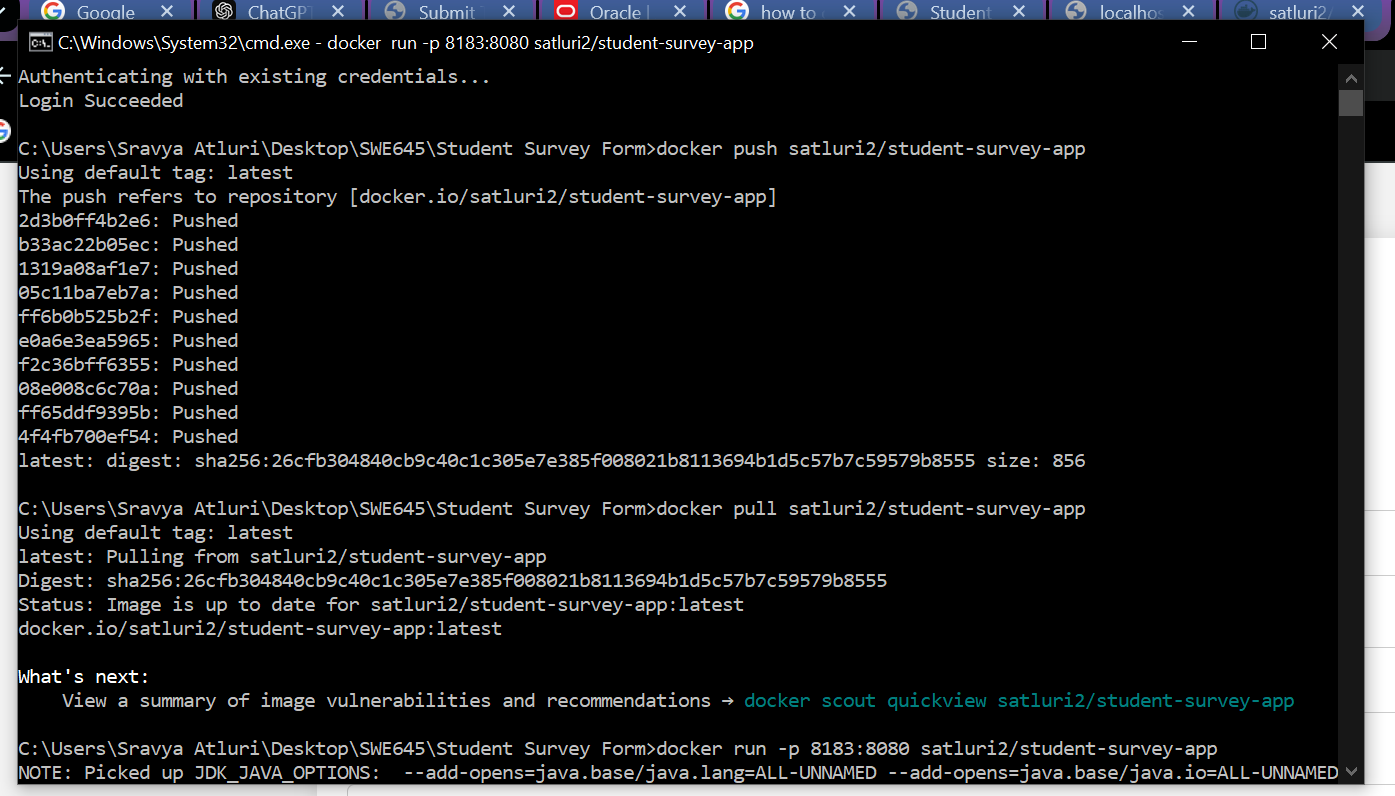 Google
ChatGP
Submit
Oracle |
how to
Student
localhos
satluri2/
C:\Windows\System32\cmd.exe - docker run -p 8183:8080 satluri2/student-survey-app
Authenticating with existing credentials...
Login Succeeded
C:\Users\Sravya Atluri\Desktop\SWE645\Student Survey Form>docker push satluri2/student-survey-app
Using default tag: latest
The push refers to repository [docker.io/satluri2/student-survey-app]
2d3b0ff4b2e6: Pushed
b33ac22b05ec: Pushed
1319a08af1e7: Pushed
05c11ba7eb7a: Pushed
ff6b0b525b2f: Pushed
e0a6e3ea5965: Pushed
f2c36bff6355: Pushed
08e008c6c70a: Pushed
ff65ddf9395b: Pushed
4f4fb700ef54: Pushed
latest: digest: sha256:26cfb304840cb9c40c1c305e7e385f008021b8113694b1d5c57b7c59579b8555 size: 856
C:\Users\Sravya Atluri\Desktop\SWE645\Student Survey Form>docker pull satluri2/student-survey-app
Using default tag: latest
latest: Pulling from satluri2/student-survey-app
Digest: sha256:26cfb304840cb9c40c1c305e7e385f008021b8113694b1d5c57b7c59579b8555
Status: Image is up to date for satluri2/student-survey-app:latest
docker.io/satluri2/student-survey-app:latest
What's next:
View a summary of image vulnerabilities and recommendations → docker scout quickview satluri2/student-survey-app
C:\Users\Sravya Atluri\Desktop\SWE645\Student Survey Form>docker run -p 8183:8080 satluri2/student-survey-app
NOTE: Picked up JDK_JAVA_OPTIONS:  --add-opens=java.base/java.lang=ALL-UNNAMED --add-opens=java.base/java.io=ALL-UNNAMED